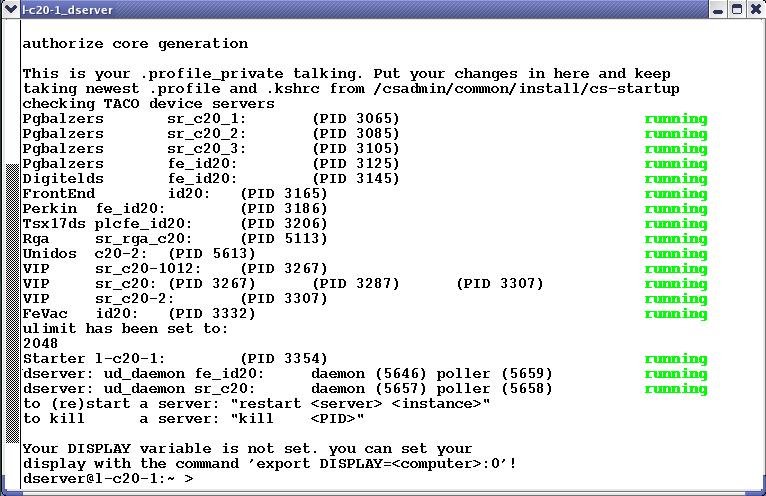 l-c20-1_dserver
authorize core generation
This is your .profile_private talking. Put your changes in here and keep
taking newest .profile and .kshrc from /csadmin/common/install/cs-startup
checking TACO device servers
Pgbalzers sr_c20_1: (PID 3065) running
Pgbalzers sr_c20_2: (PID 3085) running
Pgbalzers sr_c20_3: (PID 3105) running
Pgbalzers fe_id20: (PID 3125) running
Digitelds fe_id20: (PID 3145) running
FrontEnd id20: (PID 3165) running
Perkin fe_id20: (PID 3186) running
Tsx17ds plcfe_id20: (PID 3206) running
Rga sr_rga_c20: (PID 5113) running
Unidos c20-2: (PID 5613) running
VIP sr_c20-1012: (PID 3267) running
VIP sr_c20: (PID 3267) (PID 3287) (PID 3307) running
VIP sr_c20-2: (PID 3307) running
FeVac id20: (PID 3332) running
ulimit has been set to:
2048
Starter l-c20-1: (PID 3354) running
dserver: ud_daemon fe_id20: daemon (5646) poller (5659) running
dserver: ud_daemon sr_c20: daemon (5657) poller (5658) running
to (re)start a server: "restart <server> <instance>"
to kill a server: "kill <PID>"
Your DISPLAY variable is not set. you can set your
display with the command 'export DISPLAY=<computer>:0'!
dserver@l-c20-1:~ >